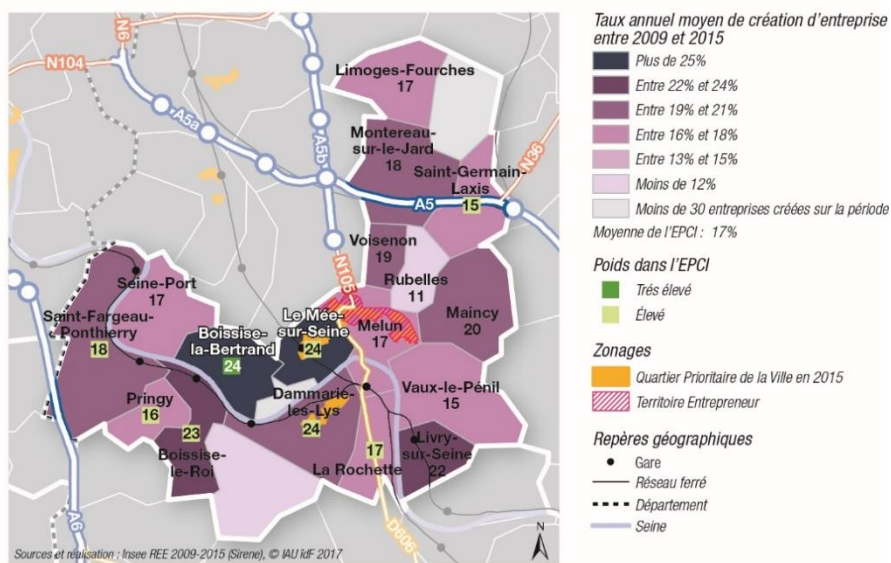 N6
N104
A5a
A5b
N36
A5
N105
A6
D606
Limoges-Fourches
17
Montereau-
sur-le-Jard
18
Saint-Germain-
Laxis
15
Voisenon
19
Rubelles
11
Maincy
20
Seine-Port
17
Saint-Fargeau-
Ponthierry
18
Boissise-
la-Bertrand
24
Le Mée-
sur-Seine
24
Melun
17
Vaux-le-Pénil
15
Pringy
16
23
Boissise-
le-Roi
Dammarie-
les-Lys
24
17
La Rochette
Livry-
sur-Seine
22
N
Sources et réalisation : Insee REE 2009-2015 (Sirene), © IAU îdF 2017
Taux annuel moyen de création d'entreprise
entre 2009 et 2015
Plus de 25%
Entre 22% et 24%
Entre 19% et 21%
Entre 16% et 18%
Entre 13% et 15%
Moins de 12%
Moins de 30 entreprises créées sur la période
Moyenne de l'EPCI : 17%
Poids dans l'EPCI
Trés élevé
Élevé
Zonages
Quartier Prioritaire de la Ville en 2015
Territoire Entrepreneur
Repères géographiques
Gare
Réseau ferré
Département
Seine